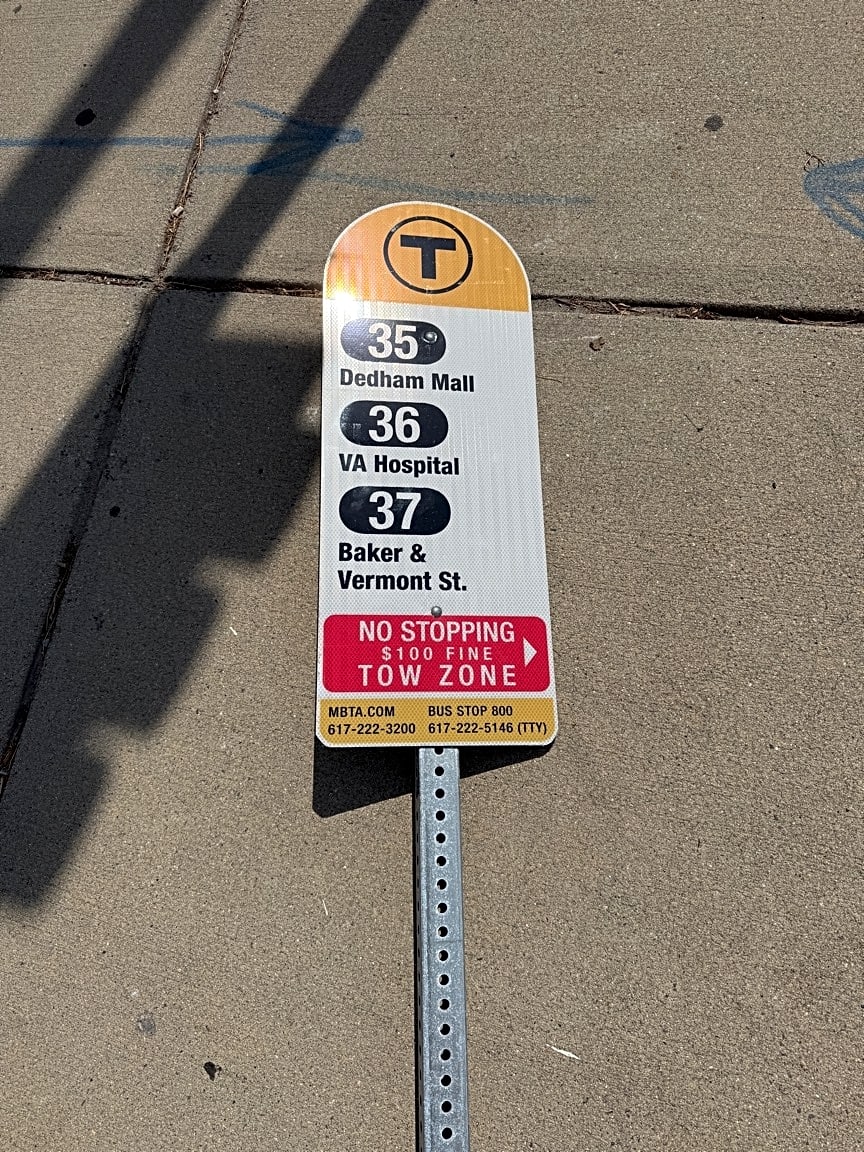 T
35
Dedham Mall
36
VA Hospital
37
Baker &
Vermont St.
NO STOPPING
$100 FINE
TOW ZONE
MBTA.COM BUS STOP 800
617-222-3200 617-222-5146 (TTY)